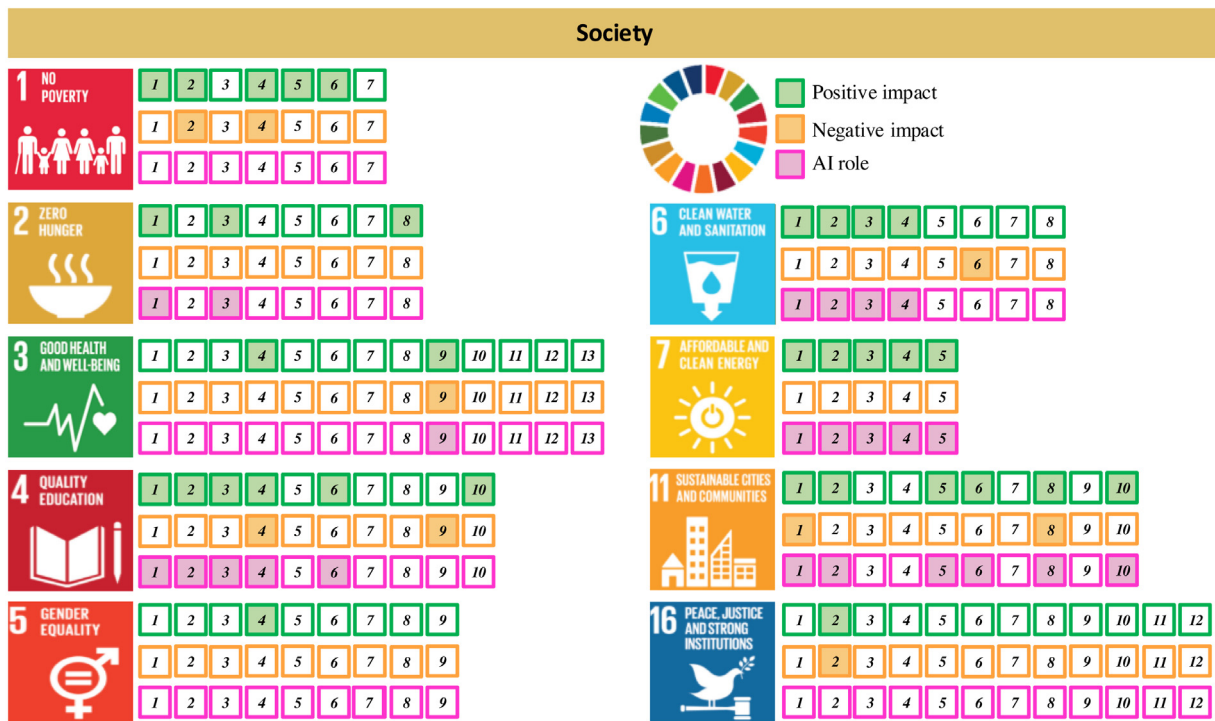 Society
1 NO
POVERTY
1 2 3 4 5 6 7
1 2 3 4 5 6 7
1 2 3 4 5 6 7
Positive impact
Negative impact
AI role
2 ZERO
HUNGER
1 2 3 4 5 6 7 8
1 2 3 4 5 6 7 8
1 2 3 4 5 6 7 8
6 CLEAN WATER
AND SANITATION
1 2 3 4 5 6 7 8
1 2 3 4 5 6 7 8
1 2 3 4 5 6 7 8
3 GOOD HEALTH
AND WELL-BEING
1 2 3 4 5 6 7 8 9 10 11 12 13
1 2 3 4 5 6 7 8 9 10 11 12 13
1 2 3 4 5 6 7 8 9 10 11 12 13
7 AFFORDABLE AND
CLEAN ENERGY
1 2 3 4 5
1 2 3 4 5
1 2 3 4 5
4 QUALITY
EDUCATION
1 2 3 4 5 6 7 8 9 10
1 2 3 4 5 6 7 8 9 10
1 2 3 4 5 6 7 8 9 10
11 SUSTAINABLE CITIES
AND COMMUNITIES
1 2 3 4 5 6 7 8 9 10
1 2 3 4 5 6 7 8 9 10
1 2 3 4 5 6 7 8 9 10
5 GENDER
EQUALITY
1 2 3 4 5 6 7 8 9
1 2 3 4 5 6 7 8 9
1 2 3 4 5 6 7 8 9
16 PEACE, JUSTICE
AND STRONG
INSTITUTIONS
1 2 3 4 5 6 7 8 9 10 11 12
1 2 3 4 5 6 7 8 9 10 11 12
1 2 3 4 5 6 7 8 9 10 11 12